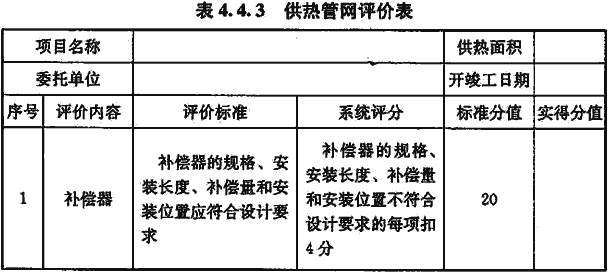 表4.4.3 供热管网评价表
项目名称 供热面积
委托单位 开竣工日期
序号 评价内容 评价标准 系统评分 标准分值 实得分值
1
补偿器
补偿器的规格、安
装长度、补偿量和安
装位置应符合设计要
求
补偿器的规格、
安装长度、补偿量
和安装位置不符合
设计要求的每项扣
4分
20